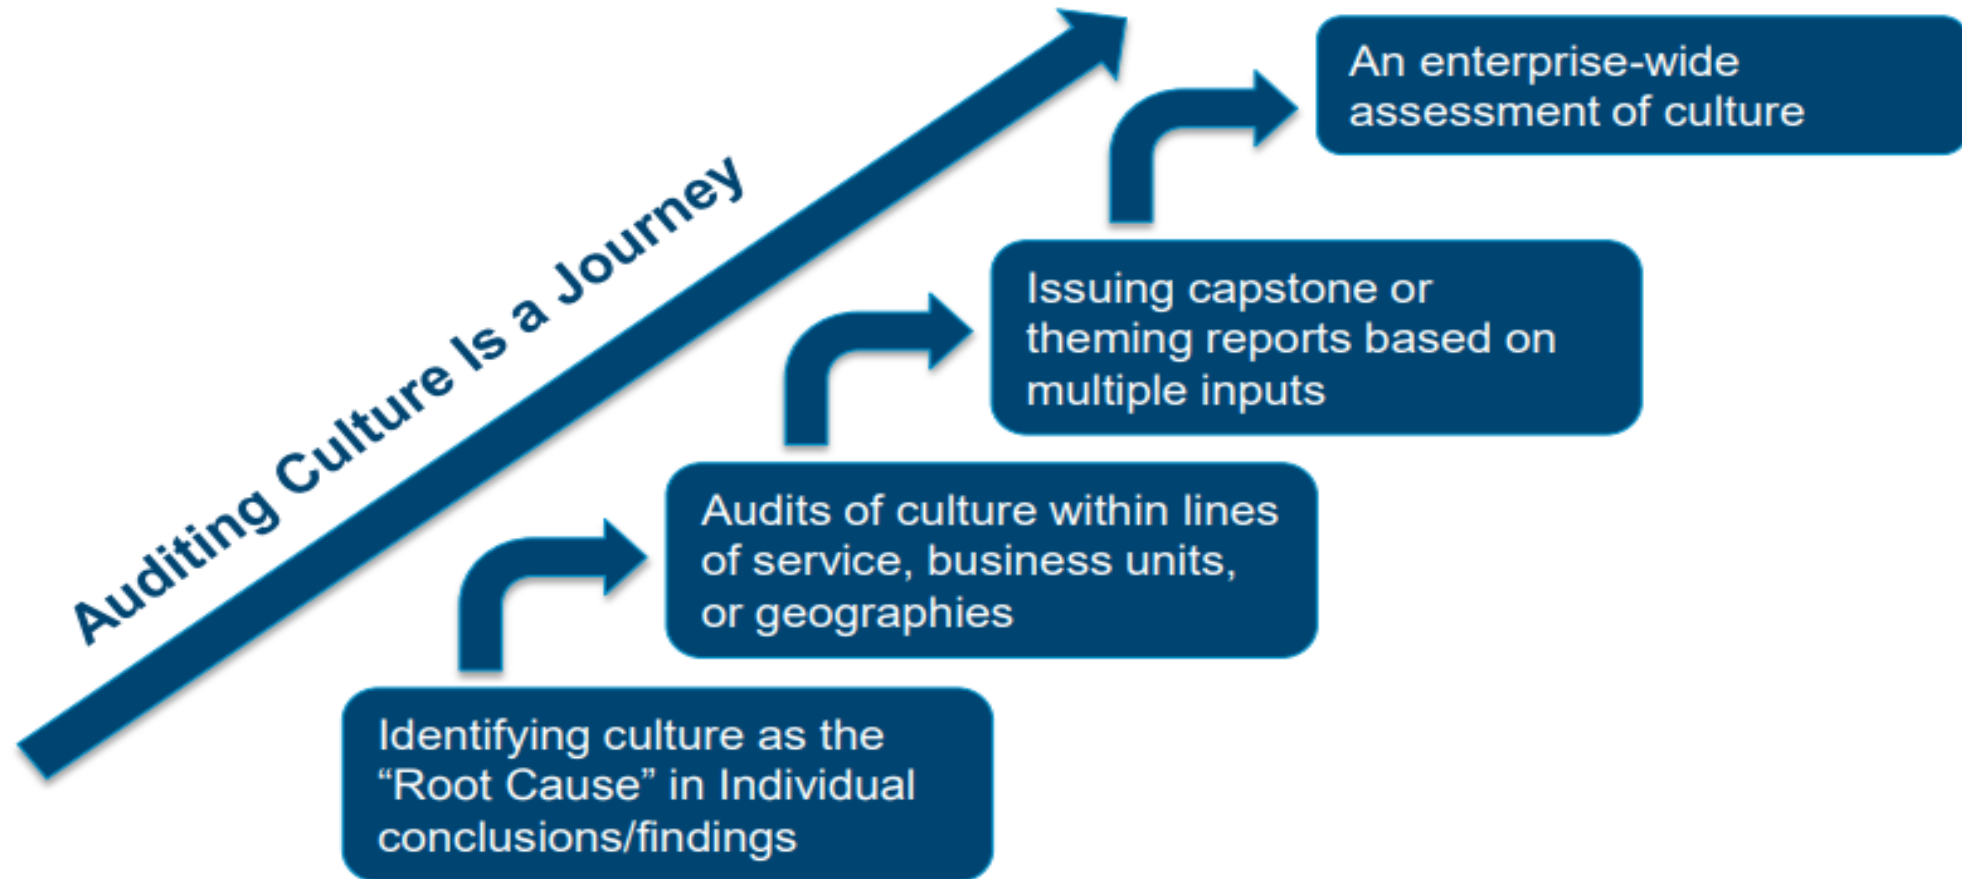 Auditing Culture Is a Journey
An enterprise-wide
assessment of culture
Issuing capstone or
theming reports based on
multiple inputs
Audits of culture within lines
of service, business units,
or geographies
Identifying culture as the
“Root Cause” in Individual
conclusions/findings